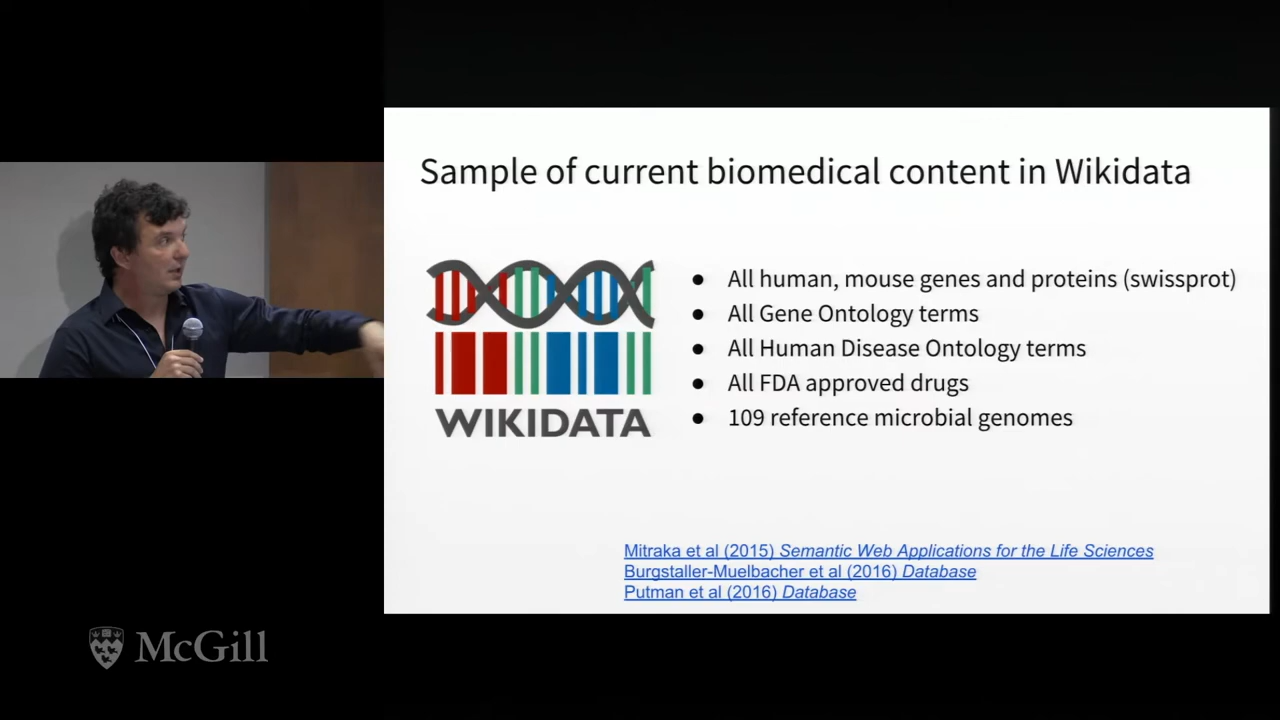 Sample of current biomedical content in Wikidata
WIKIDATA
● All human, mouse genes and proteins (swissprot)
● All Gene Ontology terms
● All Human Disease Ontology terms
● All FDA approved drugs
● 109 reference microbial genomes
Mitraka et al (2015) Semantic Web Applications for the Life Sciences
Burgstaller-Muelbacher et al (2016) Database
Putman et al (2016) Database
McGill